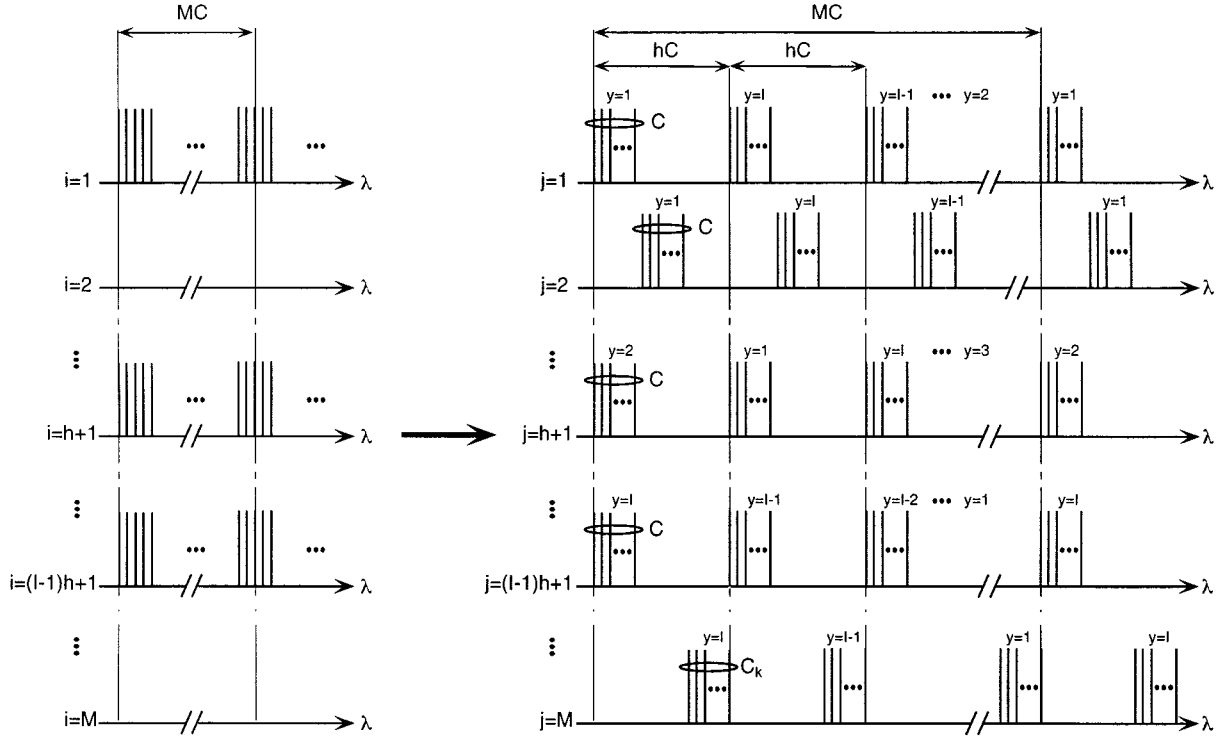 MC MC
hC hC
y=1 y=I y=I-1 ••• y=2 y=1
C
••• ••• ••• ••• ••• •••
i=1 λ j=1 λ
y=1 y=I y=I-1 y=1
C
••• ••• ••• •••
i=2 λ j=2 λ
y=2 y=1 y=I ••• y=3 y=2
C
••• ••• ••• ••• ••• •••
i=h+1 λ j=h+1 λ
y=I y=I-1 y=I-2 ••• y=1 y=I
C
••• ••• ••• ••• ••• •••
i=(I-1)h+1 λ j=(I-1)h+1 λ
y=I y=I-1 y=1 y=I
Ck
••• ••• ••• •••
i=M λ j=M λ